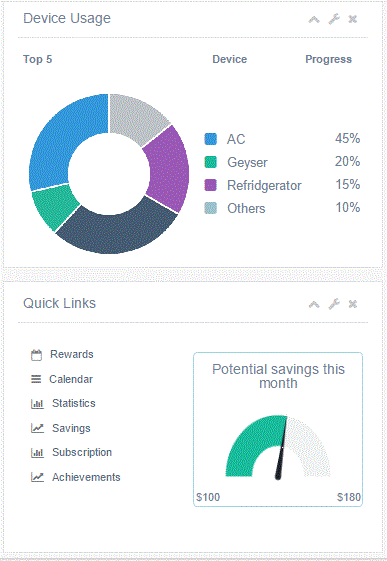 Device Usage
Top 5 Device Progress
AC 45%
Geyser 20%
Refridgerator 15%
Others 10%
Quick Links
Rewards
Calendar
Statistics
Savings
Subscription
Achievements
Potential savings this
month
$100 $180